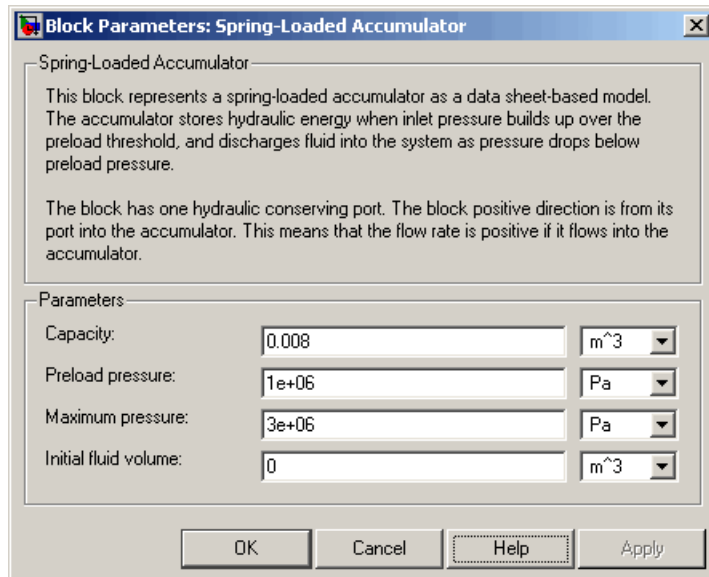 Block Parameters: Spring-Loaded Accumulator
Spring-Loaded Accumulator
This block represents a spring-loaded accumulator as a data sheet-based model.
The accumulator stores hydraulic energy when inlet pressure builds up over the
preload threshold, and discharges fluid into the system as pressure drops below
preload pressure.
The block has one hydraulic conserving port. The block positive direction is from its
port into the accumulator. This means that the flow rate is positive if it flows into the
accumulator.
Parameters
Capacity: 0.008 m^3
Preload pressure: 1e+06 Pa
Maximum pressure: 3e+06 Pa
Initial fluid volume: 0 m^3
OK Cancel Help Apply